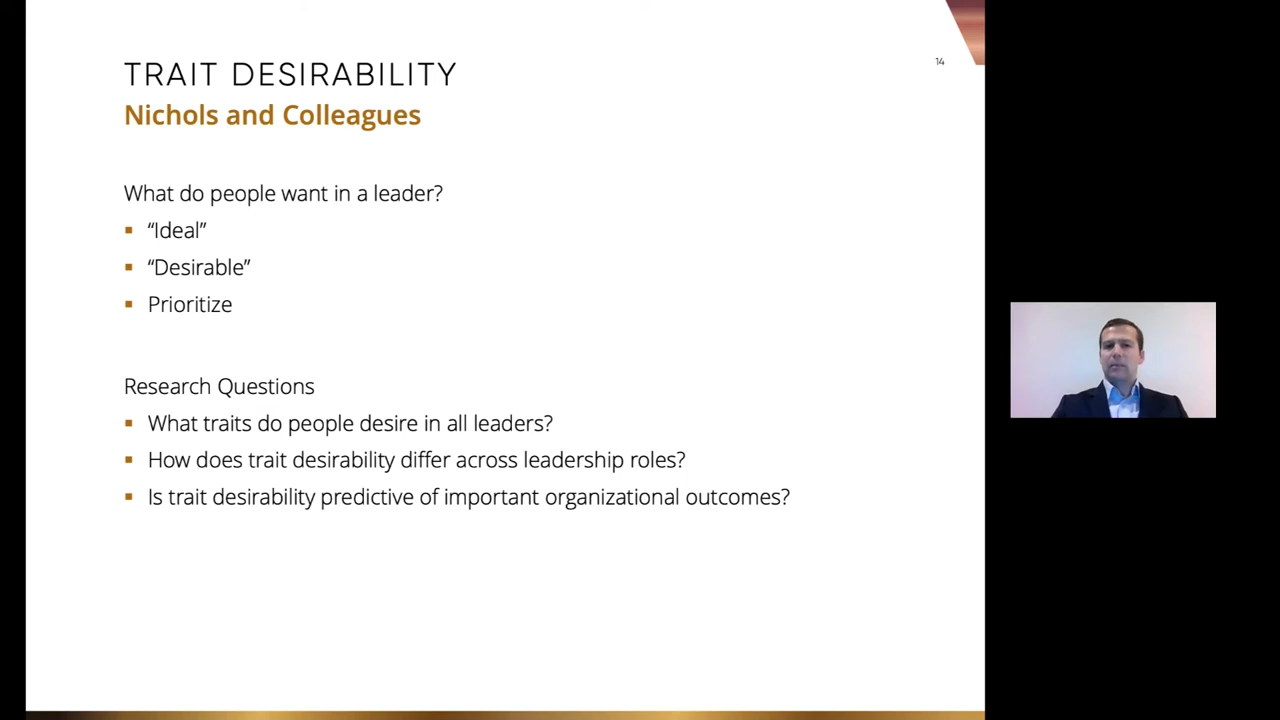 14
TRAIT DESIRABILITY
Nichols and Colleagues
What do people want in a leader?
▪ “Ideal”
▪ “Desirable”
▪ Prioritize
Research Questions
▪ What traits do people desire in all leaders?
▪ How does trait desirability differ across leadership roles?
▪ Is trait desirability predictive of important organizational outcomes?